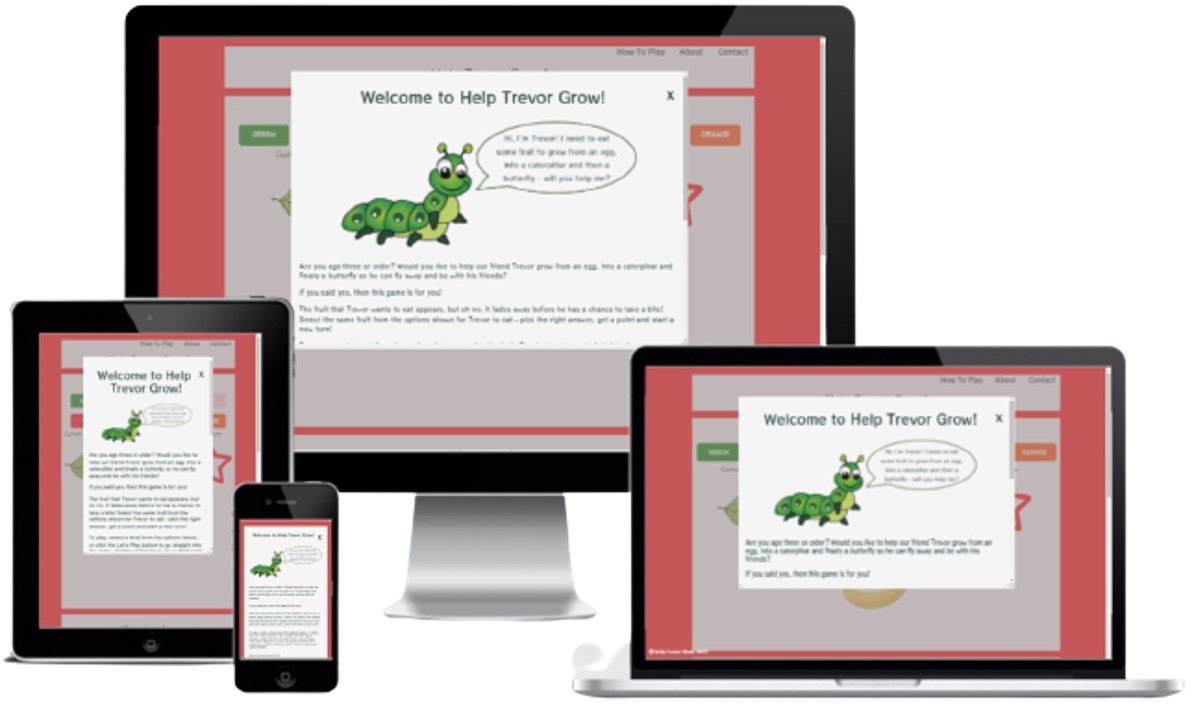 How To Play About Contact
Welcome to Help Trevor Grow!
X
GREEN
ORANGE
Hi, I'm Trevor! I need to eat
some fruit to grow from an egg,
into a caterpillar and then a
butterfly - will you help me?
Are you age three or older? Would you like to help our friend Trevor grow from an egg, into a caterpillar and
finally a butterfly so he can fly away and be with his friends?
If you said yes, then this game is for you!
The fruit that Trevor wants to eat appears, but oh no, it fades away before he has a chance to take a bite!
Select the same fruit from the options shown for Trevor to eat - pick the right answer, get a point and start a
new turn!
How To Play About Contact
Welcome to Help
Trevor Grow!
X
Are you age three or older? Would you like to
help our friend Trevor grow from an egg, into a
caterpillar and finally a butterfly so he can fly
away and be with his friends?
If you said yes, then this game is for you!
The fruit that Trevor wants to eat appears, but
oh no, it fades away before he has a chance to
take a bite! Select the same fruit from the
options shown for Trevor to eat - pick the right
answer, get a point and start a new turn!
To play, select a level from the options below,
or click the Let's Play button to go straight into
Welcome to Help Trevor Grow!
X
How To Play About Contact
Welcome to Help Trevor Grow!
X
GREEN
ORANGE
Hi, I'm Trevor! I need to eat
some fruit to grow from an egg,
into a caterpillar and then a
butterfly - will you help me?
Are you age three or older? Would you like to help our friend Trevor grow from an
egg, into a caterpillar and finally a butterfly so he can fly away and be with his
friends?
If you said yes, then this game is for you!